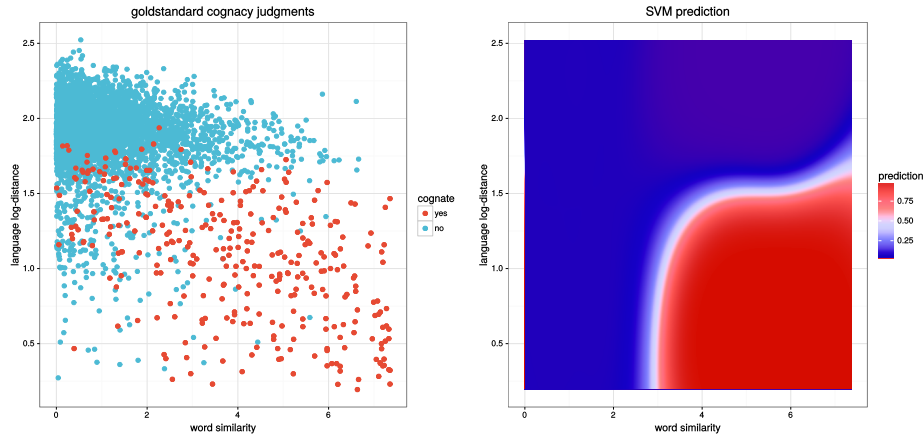 goldstandard cognacy judgments
2.5
2.0
1.5
1.0
0.5
language log-distance
0 2 4 6
word similarity
cognate
yes
no
SVM prediction
2.5
2.0
1.5
1.0
0.5
language log-distance
0 2 4 6
word similarity
prediction
0.75
0.50
0.25